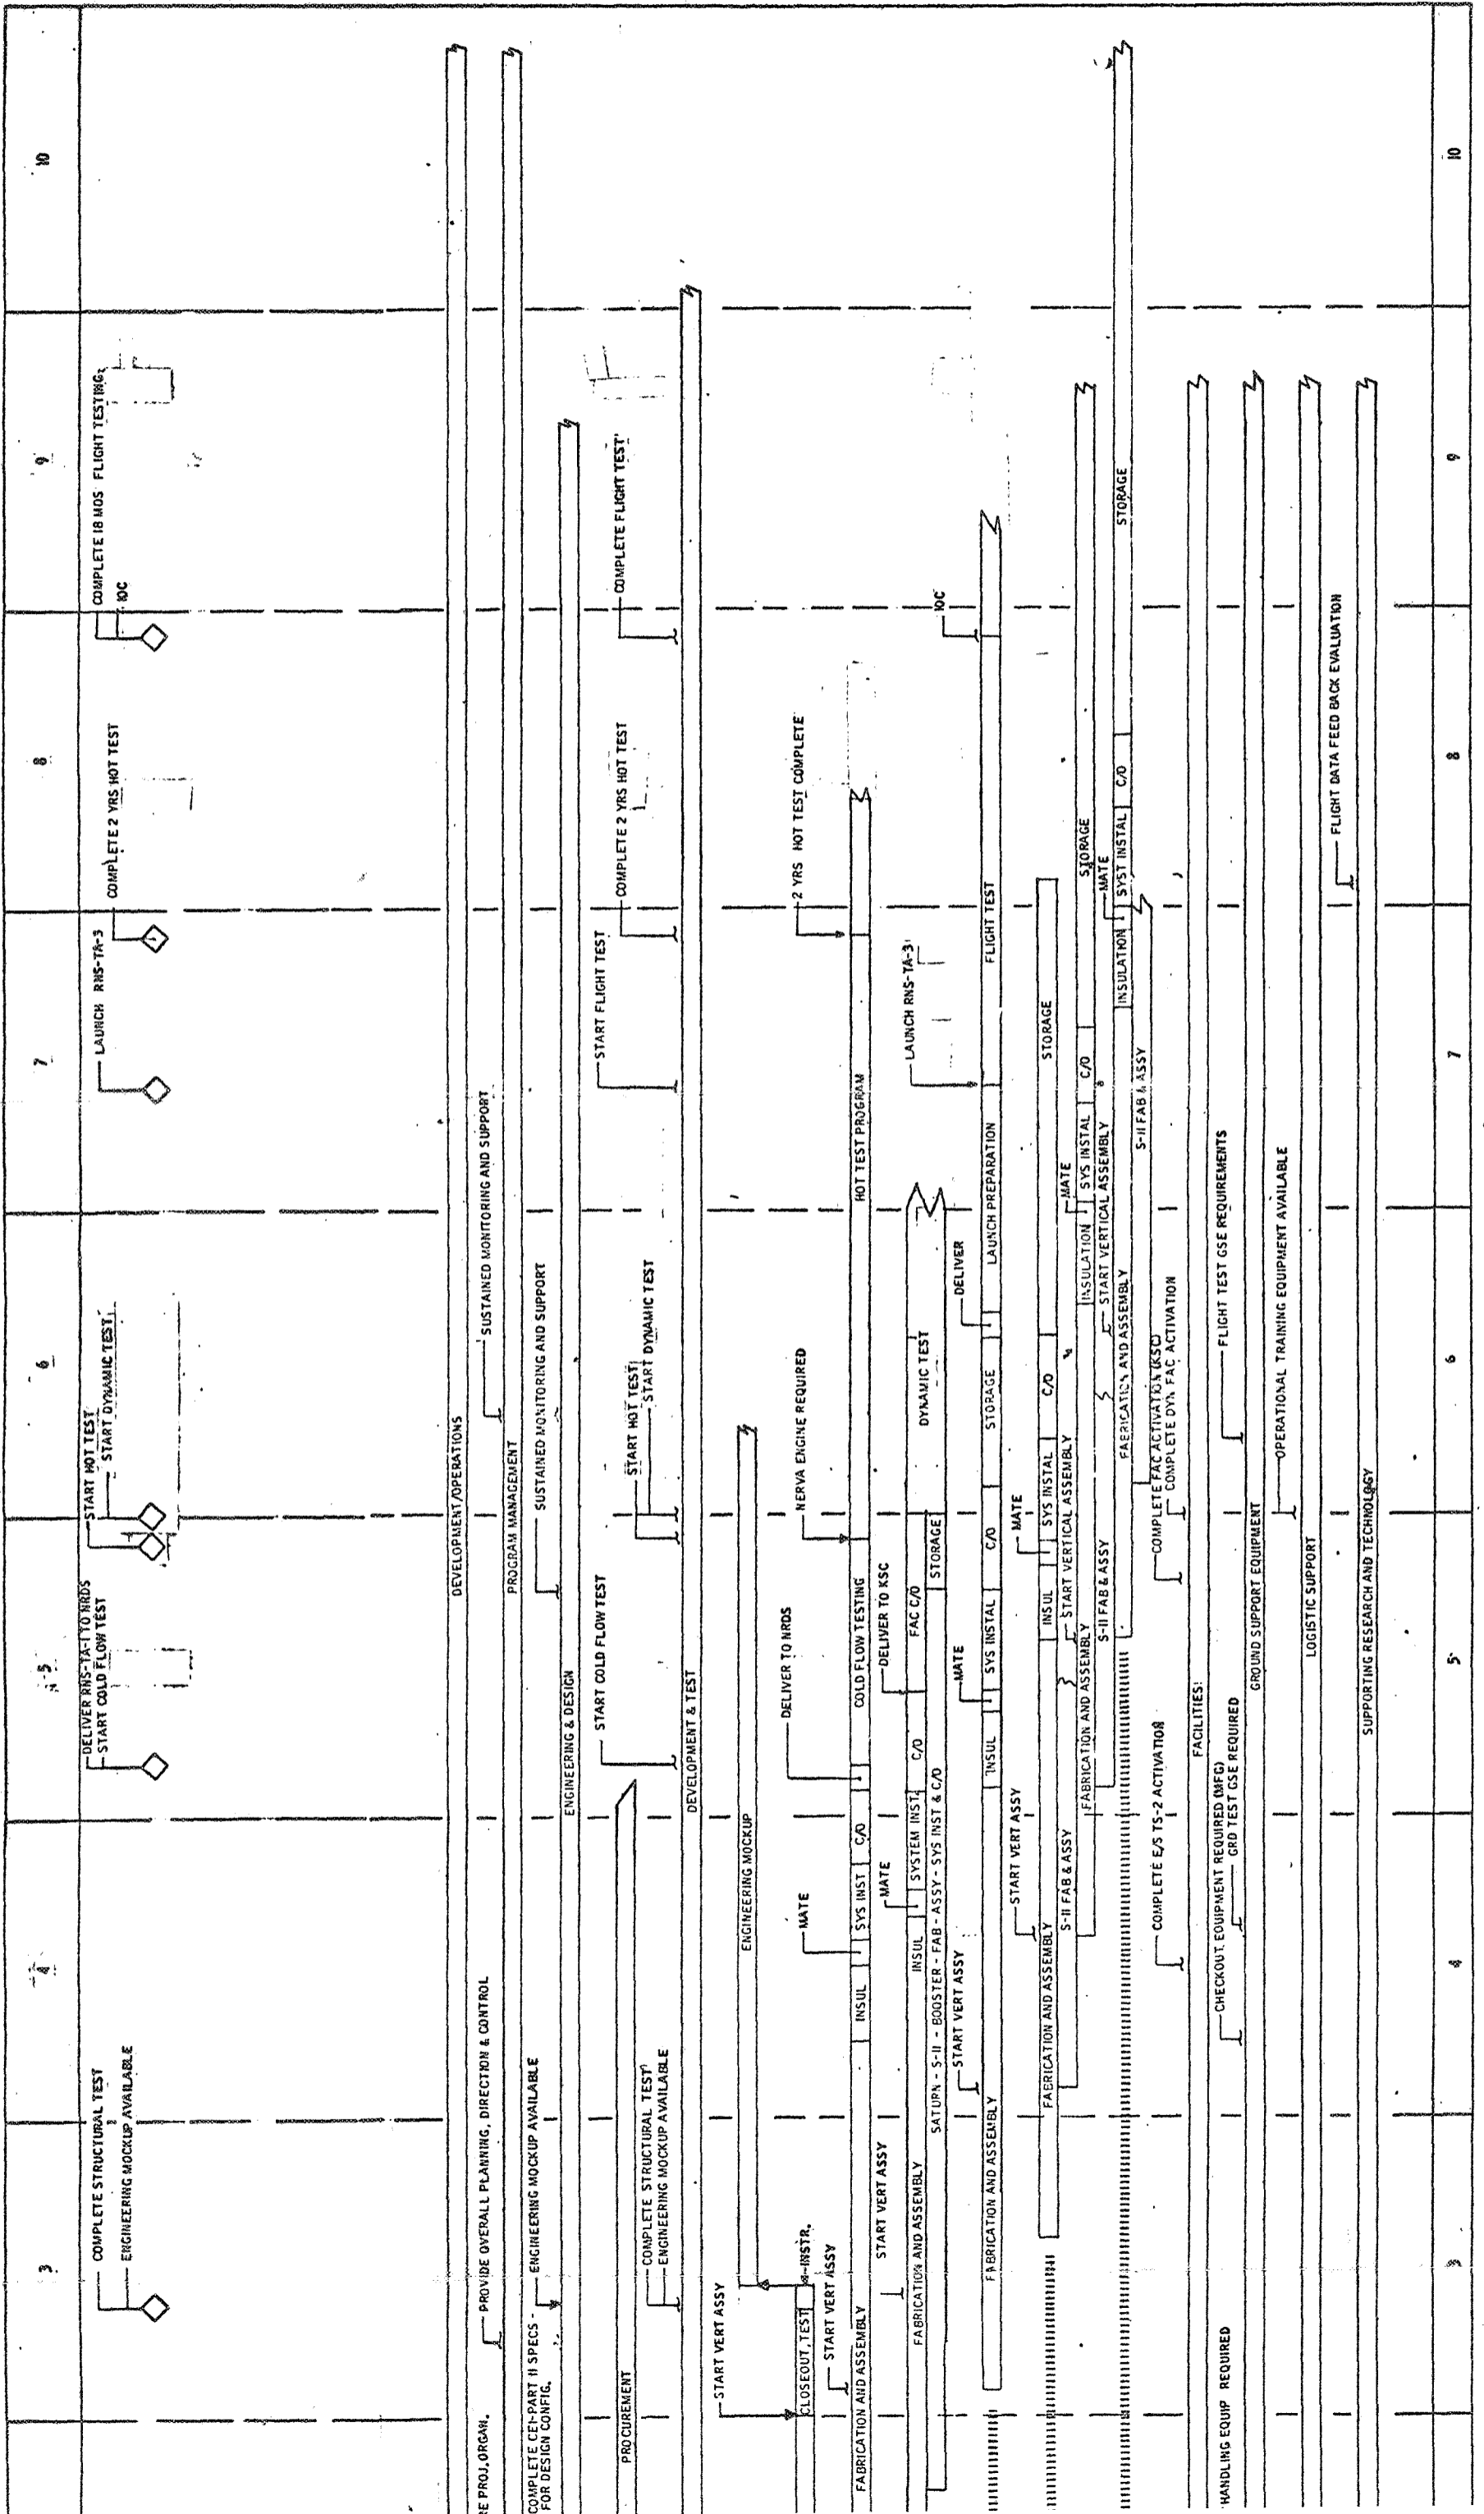 3
4
5
6
7
8
9
10
COMPLETE STRUCTURAL TEST
ENGINEERING MOCKUP AVAILABLE
DELIVER RNS-TA-1 TO NRDS
START COLD FLOW TEST
START HOT TEST
START DYNAMIC TEST
LAUNCH RNS-TA-3
COMPLETE 2 YRS HOT TEST
COMPLETE 18 MOS FLIGHT TESTING
IOC
DEVELOPMENT/OPERATIONS
PROJ. ORGAN.
PROVIDE OVERALL PLANNING, DIRECTION & CONTROL
SUSTAINED MONITORING AND SUPPORT
PROGRAM MANAGEMENT
COMPLETE CEI-PART II SPECS -
FOR DESIGN CONFIG.
ENGINEERING MOCKUP AVAILABLE
SUSTAINED MONITORING AND SUPPORT
ENGINEERING & DESIGN
START COLD FLOW TEST
START FLIGHT TEST
PROCUREMENT
COMPLETE 2 YRS HOT TEST
COMPLETE FLIGHT TEST
COMPLETE STRUCTURAL TEST
ENGINEERING MOCKUP AVAILABLE
START HOT TEST
START DYNAMIC TEST
DEVELOPMENT & TEST
START VERT ASSY
ENGINEERING MOCKUP
CLOSEOUT, TEST
INSTR.
DELIVER TO NRDS
MATE
NERVA ENGINE REQUIRED
2 YRS HOT TEST COMPLETE
START VERT ASSY
FABRICATION AND ASSEMBLY
INSUL
SYS INST
C/O
COLD FLOW TESTING
HOT TEST PROGRAM
START VERT ASSY
MATE
DELIVER TO KSC
LAUNCH RNS-TA-3
FABRICATION AND ASSEMBLY
INSUL
SYSTEM INST
C/O
FAC C/O
DYNAMIC TEST
SATURN - S-II - BOOSTER - FAB - ASSY - SYS INST & C/O
STORAGE
IOC
START VERT ASSY
MATE
DELIVER
FABRICATION AND ASSEMBLY
INSUL
SYS INSTAL
C/O
STORAGE
LAUNCH PREPARATION
FLIGHT TEST
START VERT ASSY
MATE
FABRICATION AND ASSEMBLY
INSUL
SYS INSTAL
C/O
STORAGE
S-II FAB & ASSY
START VERTICAL ASSEMBLY
MATE
FABRICATION AND ASSEMBLY
INSULATION
SYS INSTAL
C/O
STORAGE
S-II FAB & ASSY
START VERTICAL ASSEMBLY
MATE
FABRICATION AND ASSEMBLY
INSULATION
SYST INSTAL
C/O
STORAGE
S-II FAB & ASSY
COMPLETE E/S TS-2 ACTIVATION
COMPLETE FAC ACTIVATION (KSC)
COMPLETE DYN FAC ACTIVATION
FACILITIES
HANDLING EQUIP REQUIRED
CHECKOUT EQUIPMENT REQUIRED (MFG)
GRD TEST GSE REQUIRED
FLIGHT TEST GSE REQUIREMENTS
GROUND SUPPORT EQUIPMENT
OPERATIONAL TRAINING EQUIPMENT AVAILABLE
LOGISTIC SUPPORT
FLIGHT DATA FEED BACK EVALUATION
SUPPORTING RESEARCH AND TECHNOLOGY
3
4
5
6
7
8
9
10